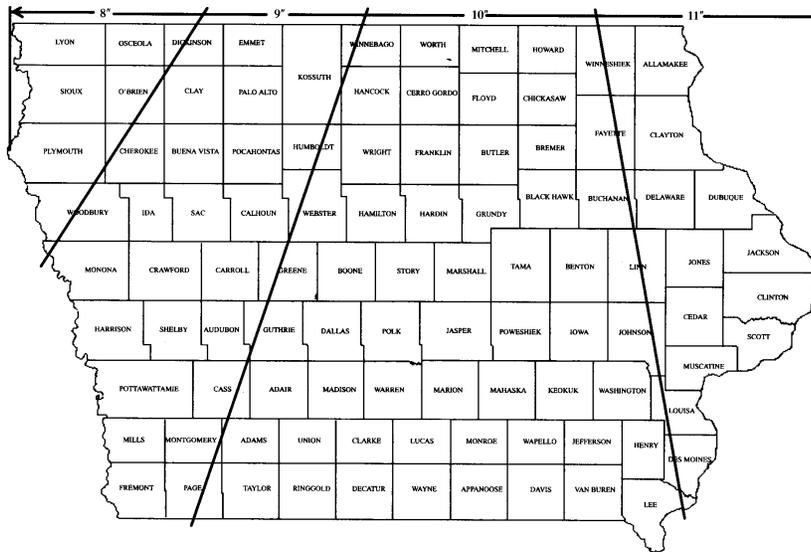 8" 9" 10" 11"
LYON OSCEOLA DICKINSON EMMET WINNEBAGO WORTH MITCHELL HOWARD WINNESHIEK ALLAMAKEE
KOSSUTH
SIOUX O'BRIEN CLAY PALO ALTO HANCOCK CERRO GORDO FLOYD CHICKASAW
PLYMOUTH CHEROKEE BUENA VISTA POCAHONTAS HUMBOLDT WRIGHT FRANKLIN BUTLER BREMER FAYETTE CLAYTON
WOODBURY IDA SAC CALHOUN WEBSTER HAMILTON HARDIN GRUNDY BLACK HAWK BUCHANAN DELAWARE DUBUQUE
MONONA CRAWFORD CARROLL GREENE BOONE STORY MARSHALL TAMA BENTON LINN JONES JACKSON
CLINTON
HARRISON SHELBY AUDUBON GUTHRIE DALLAS POLK JASPER POWESHIEK IOWA JOHNSON CEDAR SCOTT
MUSCATINE
POTTAWATTAMIE CASS ADAIR MADISON WARREN MARION MAHASKA KEOKUK WASHINGTON LOUISA
MILLS MONTGOMERY ADAMS UNION CLARKE LUCAS MONROE WAPELLO JEFFERSON HENRY DES MOINES
FREMONT PAGE TAYLOR RINGGOLD DECATUR WAYNE APPANOOSE DAVIS VAN BUREN LEE